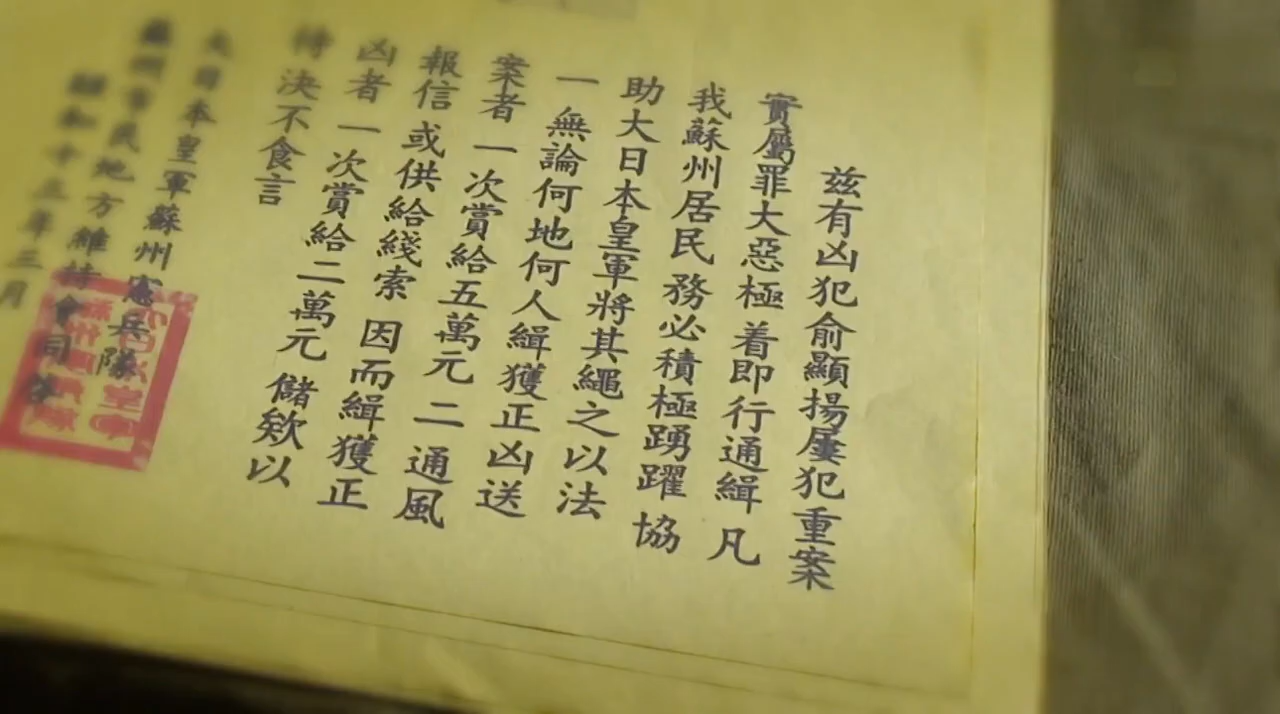 茲有凶犯俞顯揚屢犯重案
實屬罪大惡極 着即行通緝 凡
我蘇州居民 務必積極踴躍 協
助大日本皇軍將其繩之以法
一 無論何地何人緝獲正凶送
案者 一次賞給五萬元 二 通風
報信 或供給綫索 因而緝獲正
凶者 一次賞給二萬元 儲欵以
待決不食言
大日本皇軍蘇州憲兵隊
蘇州市民地方維持會同啓
昭和十三年三月